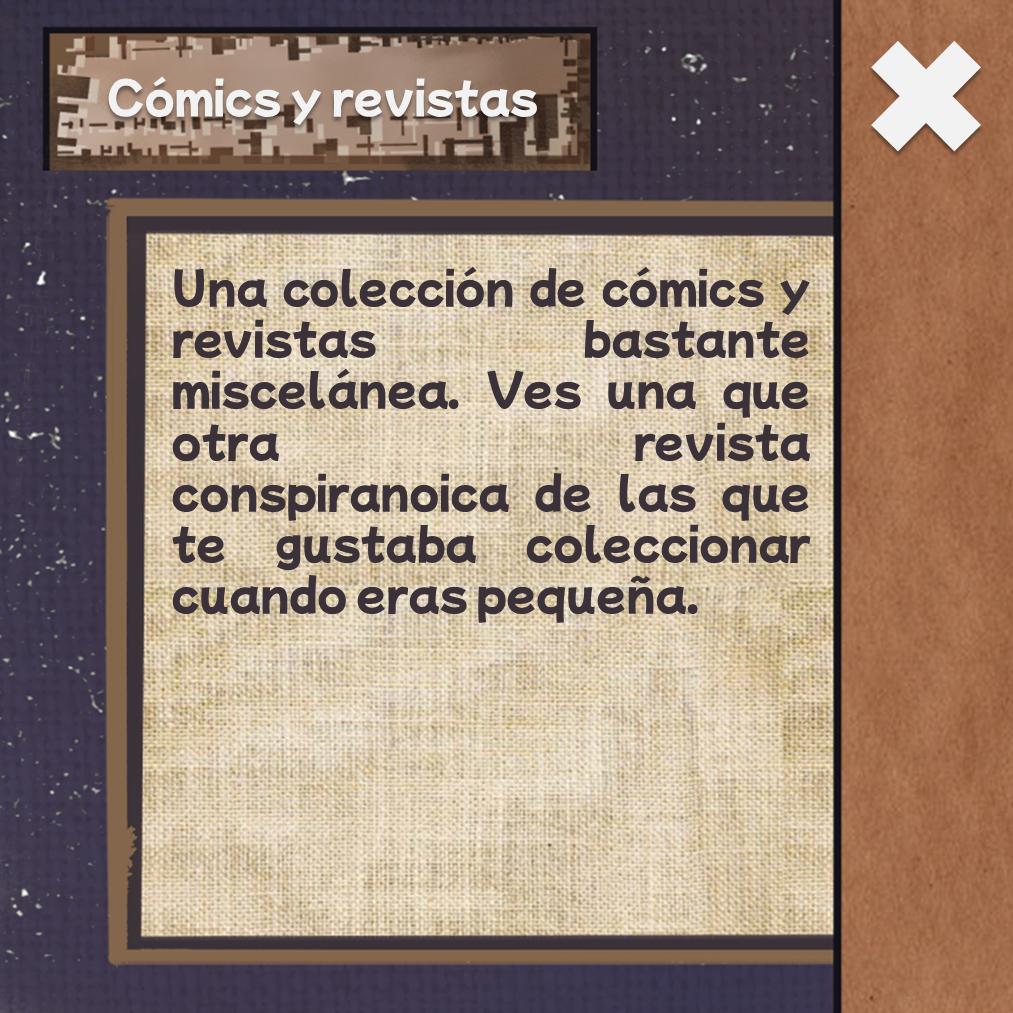 Cómics y revistas
Una colección de cómics y
revistas bastante
miscelánea. Ves una que
otra revista
conspiranoica de las que
te gustaba coleccionar
cuando eras pequeña.